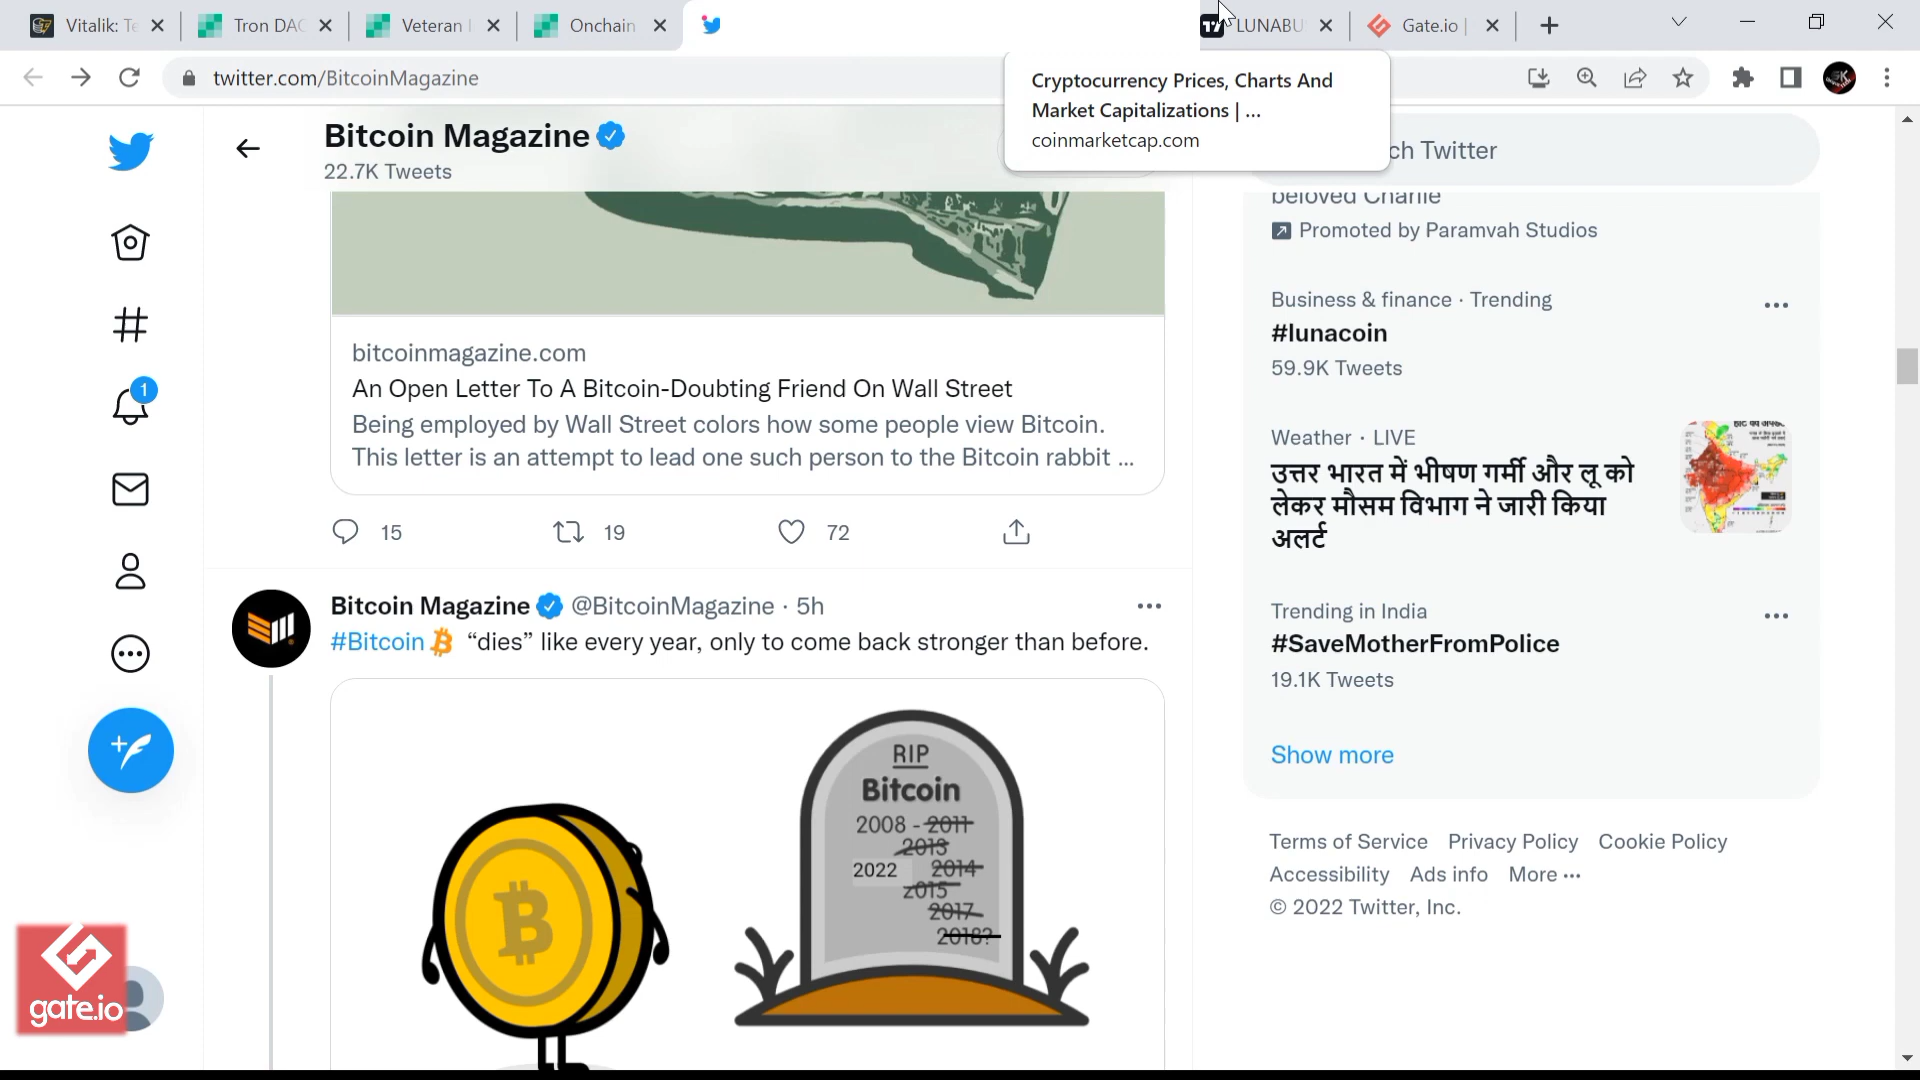 Vitalik: Te
Tron DAO
Veteran I
Onchain
LUNABU
Gate.io |
twitter.com/BitcoinMagazine
Cryptocurrency Prices, Charts And
Market Capitalizations | ...
coinmarketcap.com
Bitcoin Magazine
22.7K Tweets
ch Twitter
bitcoinmagazine.com
An Open Letter To A Bitcoin-Doubting Friend On Wall Street
Being employed by Wall Street colors how some people view Bitcoin.
This letter is an attempt to lead one such person to the Bitcoin rabbit ...
15
19
72
Bitcoin Magazine @BitcoinMagazine · 5h
#Bitcoin “dies” like every year, only to come back stronger than before.
RIP
Bitcoin
2008 - 2011
2013
2022 2014
2015
2017
2018?
1
gate.io
beloved Charlie
Promoted by Paramvah Studios
Business & finance · Trending
#lunacoin
59.9K Tweets
Weather · LIVE
उत्तर भारत में भीषण गर्मी और लू को
लेकर मौसम विभाग ने जारी किया
अलर्ट
Trending in India
#SaveMotherFromPolice
19.1K Tweets
Show more
Terms of Service Privacy Policy Cookie Policy
Accessibility Ads info More ...
© 2022 Twitter, Inc.